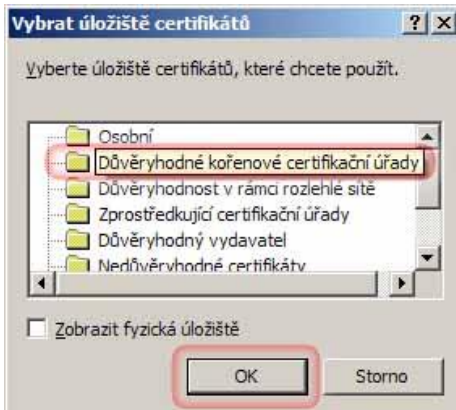 Vybrat úložiště certifikátů
Vyberte úložiště certifikátů, které chcete použít.
Osobní
Důvěryhodné kořenové certifikační úřady
Důvěryhodnost v rámci rozlehlé sítě
Zprostředkující certifikační úřady
Důvěryhodný vydavatel
Nedůvěryhodné certifikáty
Zobrazit fyzická úložiště
OK
Storno